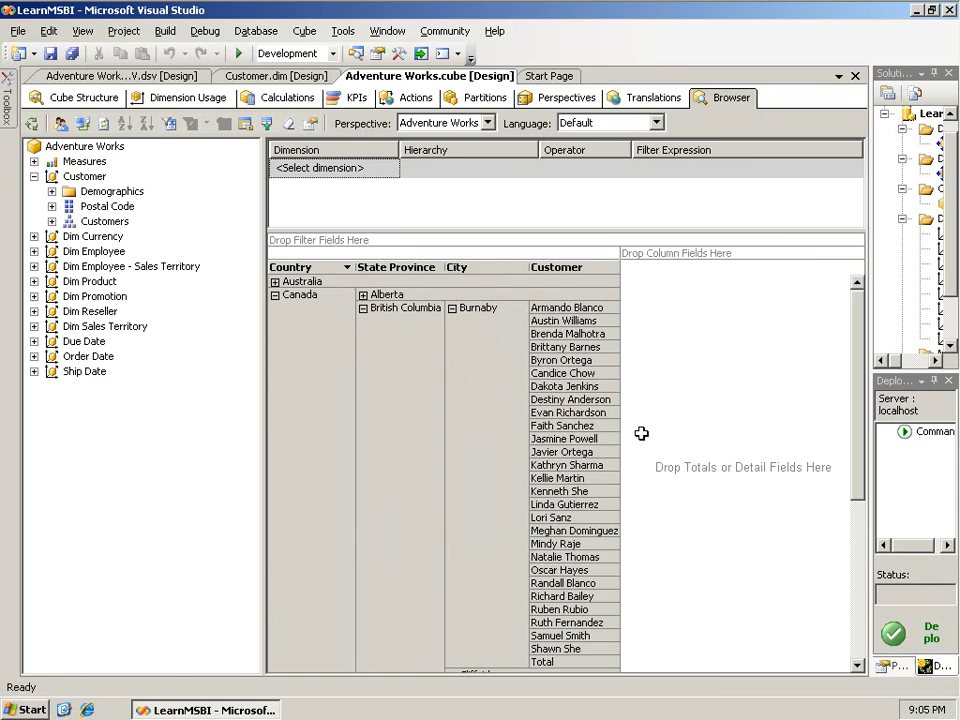 LearnMSBI - Microsoft Visual Studio
File Edit View Project Build Debug Database Cube Tools Window Community Help
Development
Adventure Work...V.dsv [Design] Customer.dim [Design] Adventure Works.cube [Design] Start Page
Cube Structure Dimension Usage Calculations KPIs Actions Partitions Perspectives Translations Browser
Perspective: Adventure Works Language: Default
Toolbox
Adventure Works
Measures
Customer
Demographics
Postal Code
Customers
Dim Currency
Dim Employee
Dim Employee - Sales Territory
Dim Product
Dim Promotion
Dim Reseller
Dim Sales Territory
Due Date
Order Date
Ship Date
Dimension Hierarchy Operator Filter Expression
<Select dimension>
Drop Filter Fields Here
Drop Column Fields Here
Country State Province City Customer
Australia
Canada Alberta
British Columbia Burnaby Armando Blanco
Austin Williams
Brenda Malhotra
Brittany Barnes
Byron Ortega
Candice Chow
Dakota Jenkins
Destiny Anderson
Evan Richardson
Faith Sanchez
Jasmine Powell
Javier Ortega
Kathryn Sharma
Kellie Martin
Kenneth She
Linda Gutierrez
Lori Sanz
Meghan Dominguez
Mindy Raje
Natalie Thomas
Oscar Hayes
Randall Blanco
Richard Bailey
Ruben Rubio
Ruth Fernandez
Samuel Smith
Shawn She
Total
Drop Totals or Detail Fields Here
Soluti...
Lear
Deplo...
Server :
localhost
Comman
Status:
De
plo
P... D...
Ready
Start LearnMSBI - Microsof... 9:05 PM